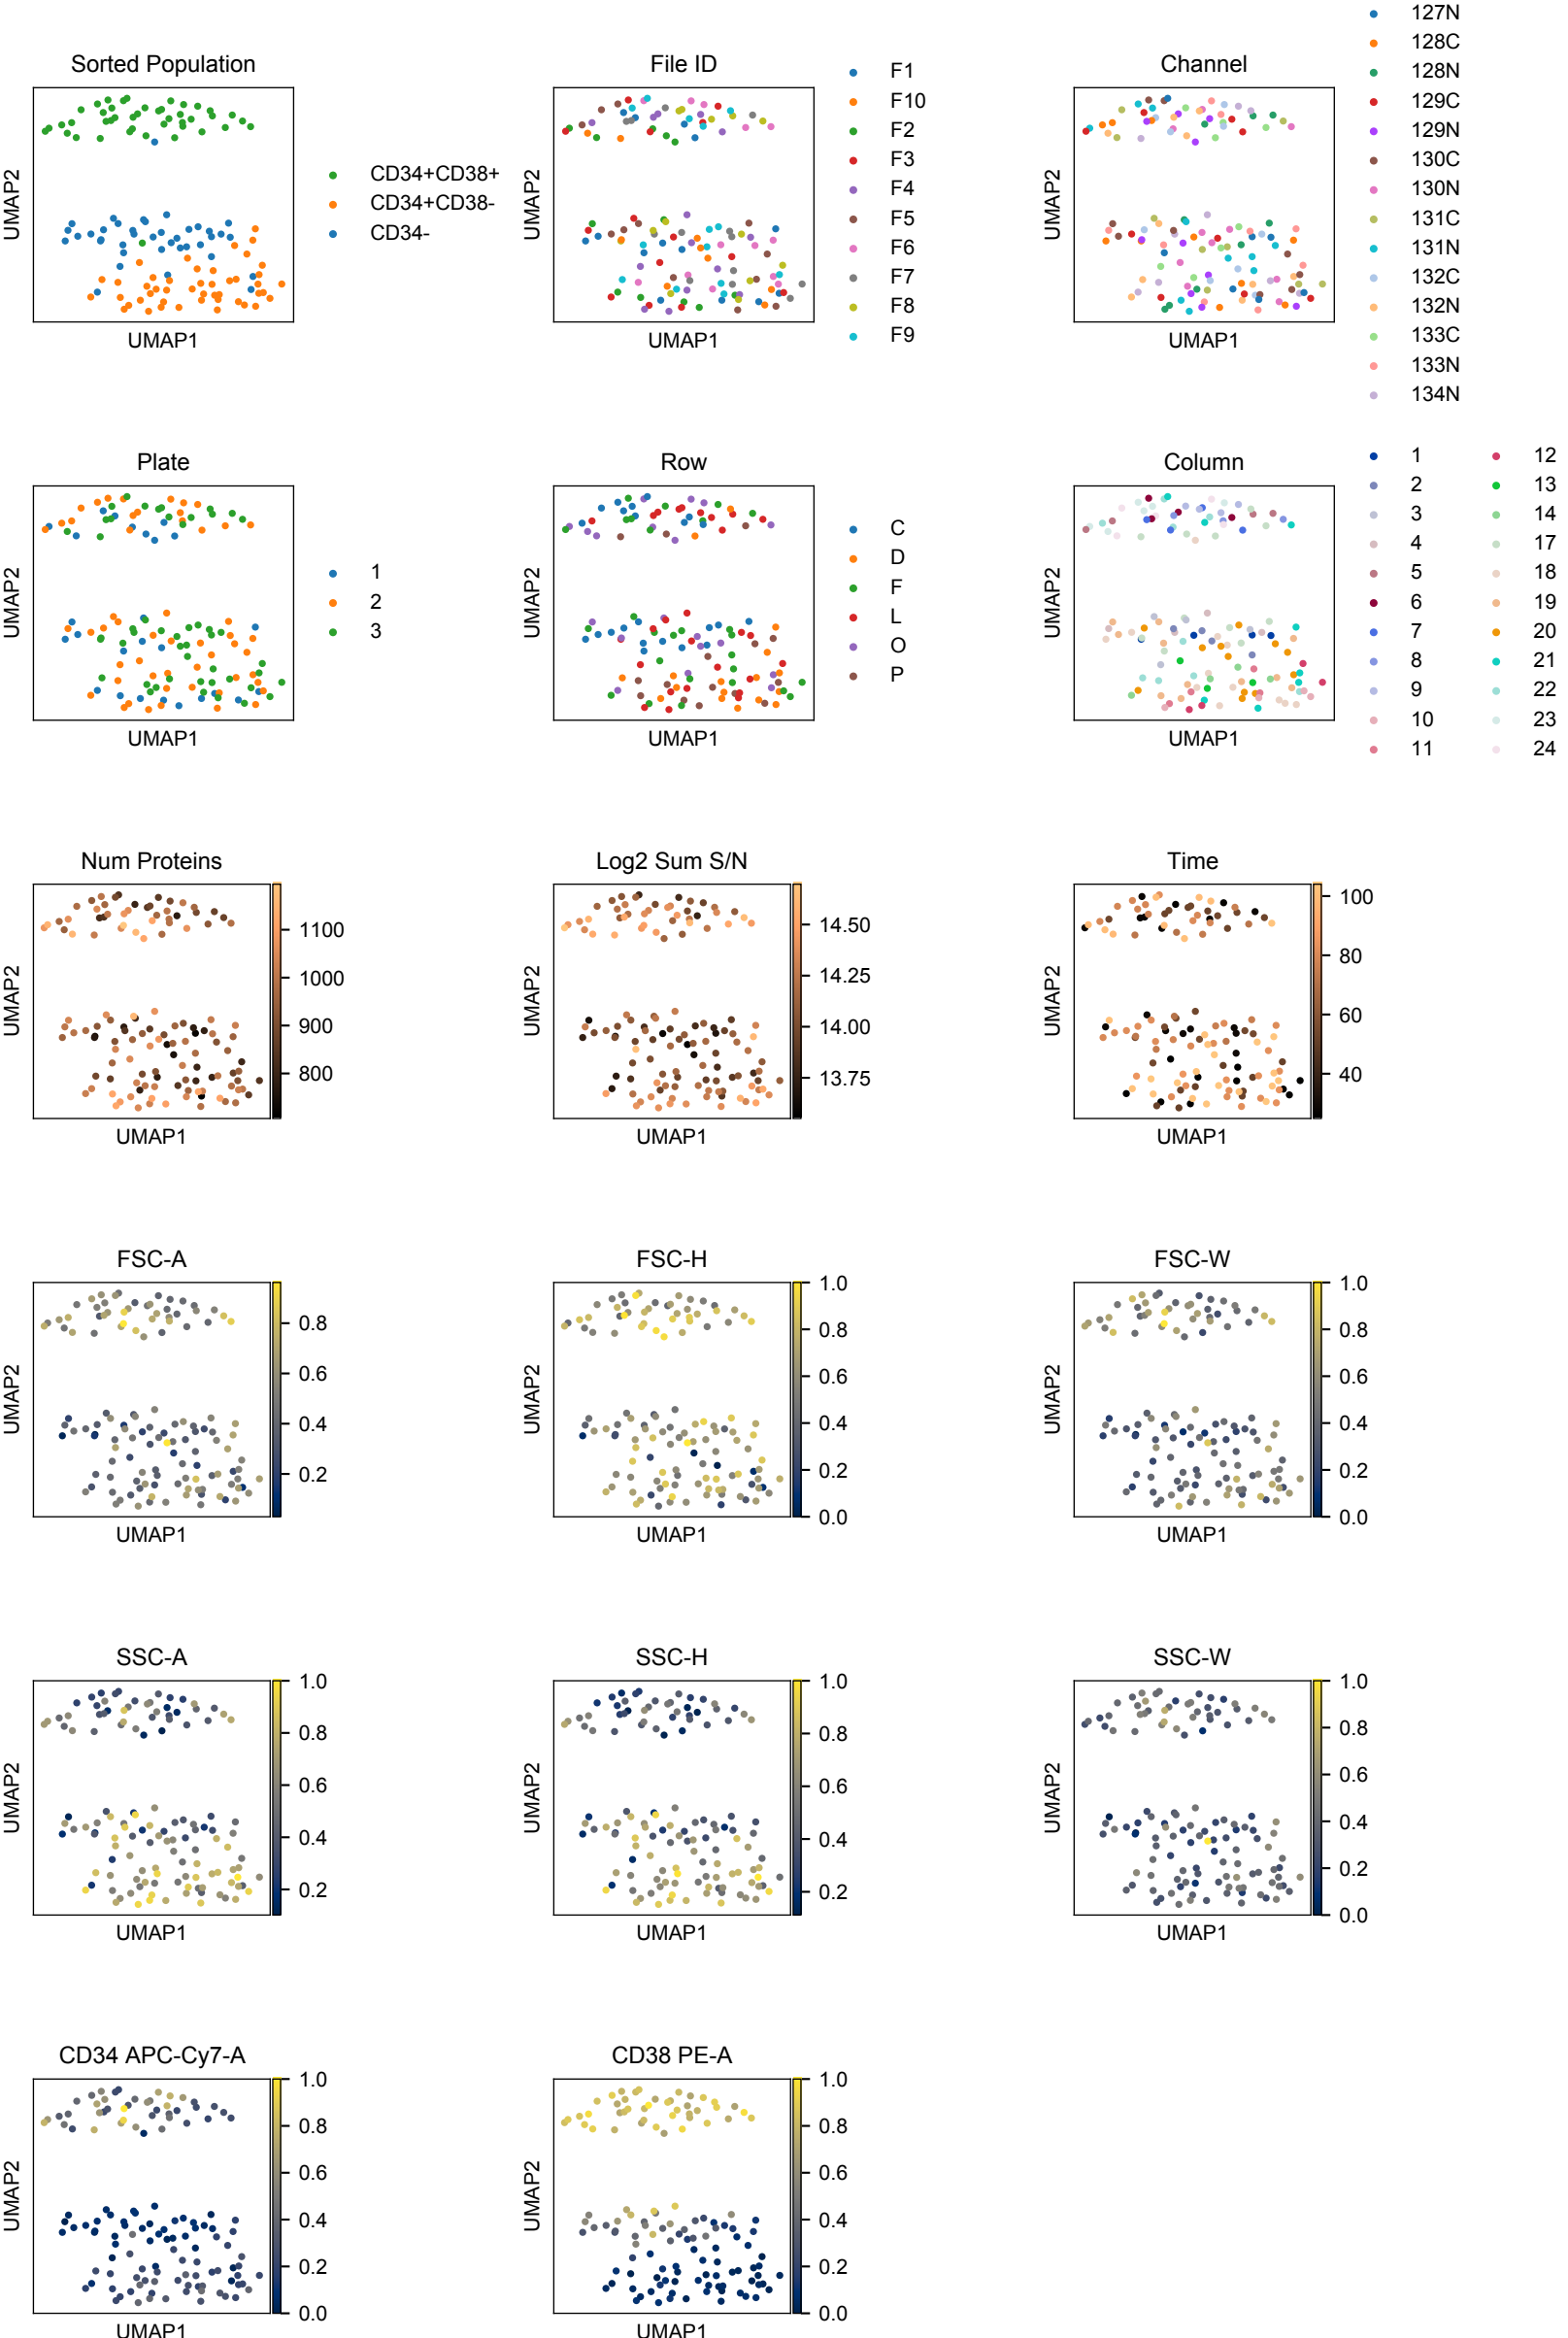 Sorted Population
UMAP2
UMAP1
CD34+CD38+
CD34+CD38-
CD34-
File ID
UMAP2
UMAP1
F1
F10
F2
F3
F4
F5
F6
F7
F8
F9
Channel
UMAP2
UMAP1
127N
128C
128N
129C
129N
130C
130N
131C
131N
132C
132N
133C
133N
134N
Plate
UMAP2
UMAP1
1
2
3
Row
UMAP2
UMAP1
C
D
F
L
O
P
Column
UMAP2
UMAP1
1 12
2 13
3 14
4 17
5 18
6 19
7 20
8 21
9 22
10 23
11 24
Num Proteins
UMAP2
UMAP1
1100
1000
900
800
Log2 Sum S/N
UMAP2
UMAP1
14.50
14.25
14.00
13.75
Time
UMAP2
UMAP1
100
80
60
40
FSC-A
UMAP2
UMAP1
0.8
0.6
0.4
0.2
FSC-H
UMAP2
UMAP1
1.0
0.8
0.6
0.4
0.2
0.0
FSC-W
UMAP2
UMAP1
1.0
0.8
0.6
0.4
0.2
0.0
SSC-A
UMAP2
UMAP1
1.0
0.8
0.6
0.4
0.2
SSC-H
UMAP2
UMAP1
1.0
0.8
0.6
0.4
0.2
SSC-W
UMAP2
UMAP1
1.0
0.8
0.6
0.4
0.2
0.0
CD34 APC-Cy7-A
UMAP2
UMAP1
1.0
0.8
0.6
0.4
0.2
0.0
CD38 PE-A
UMAP2
UMAP1
1.0
0.8
0.6
0.4
0.2
0.0